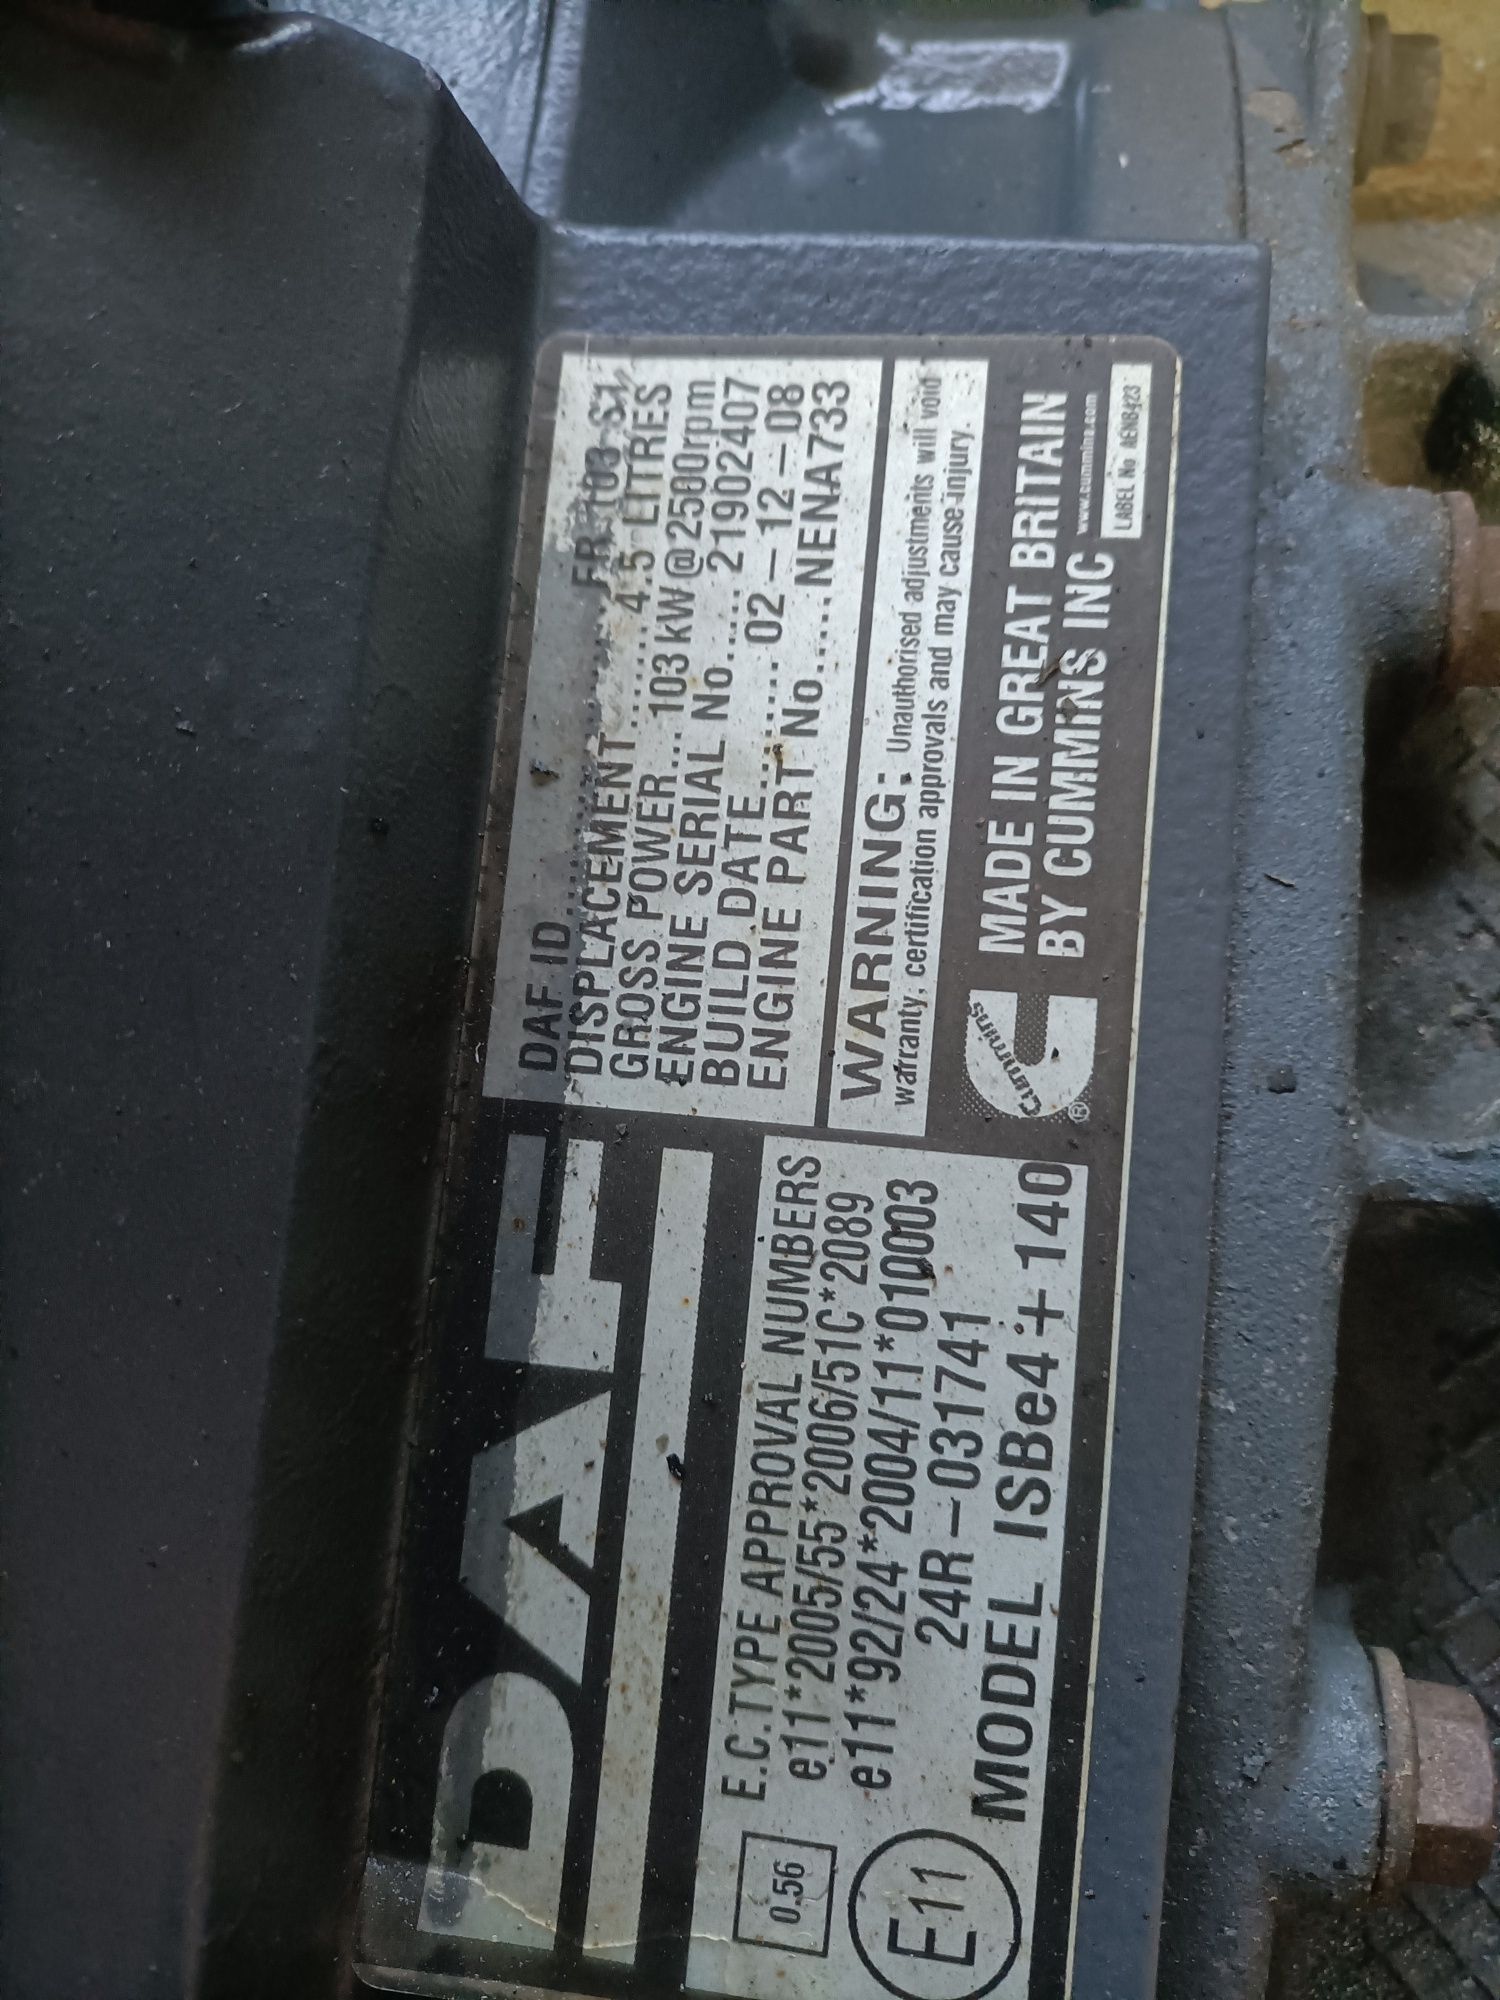 DAF
DAF ID........... FR 103 S1
DISPLACEMENT ........ 4.5 LITRES
GROSS POWER... 103 kW @ 2500rpm
ENGINE SERIAL No..... 21902407
BUILD DATE......... 02-12-08
ENGINE PART No...... NENA733
WARNING: Unauthorised adjustments will void
warranty, certification approvals and may cause injury.
Cummins ®
MADE IN GREAT BRITAIN
BY CUMMINS INC
www.cummins.com
LABEL No AENB423
0.56
E.C.TYPE APPROVAL NUMBERS
e11*2005/55*2006/51C*2089
e11*92/24*2004/11*010003
24R-031741
E11
MODEL ISBe4+140